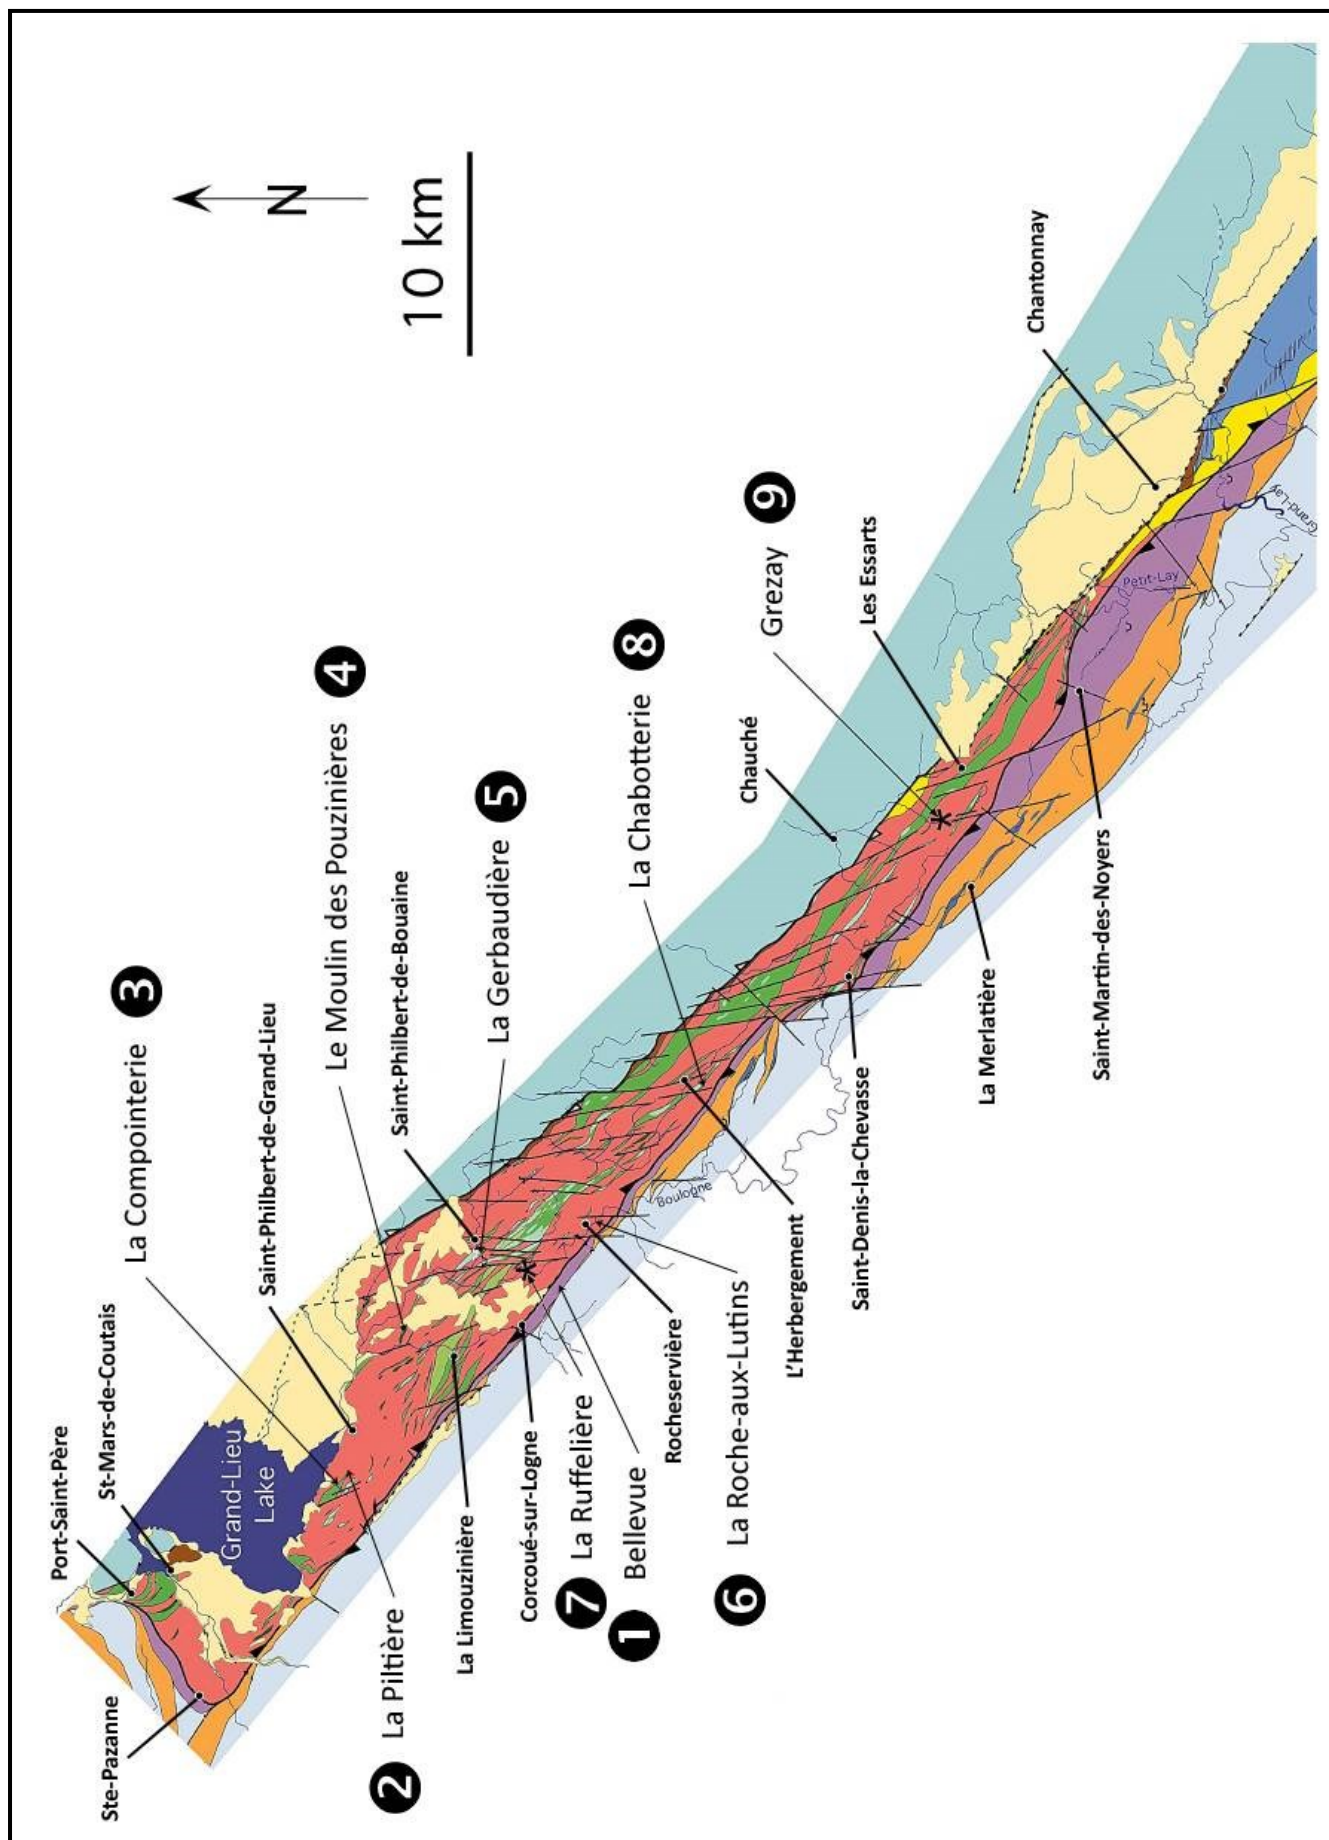 N
10 km
Port-Saint-Père
St-Mars-de-Coutais
La Compointerie 3
Saint-Philbert-de-Grand-Lieu
Le Moulin des Pouzinières 4
Saint-Philbert-de-Bouaine
La Gerbaudière 5
La Chabotterie 8
Chauché
Grezay 9
Les Essarts
Chantonnay
Grand-Lieu
Lake
Boulogne
Petit-Lay
Grand-Lay
Ste-Pazanne
2 La Piltière
La Limouzinière
Corcoué-sur-Logne
7 La Ruffelière
1 Bellevue
Rocheservière
6 La Roche-aux-Lutins
L'Herbergement
Saint-Denis-la-Chevasse
La Merlatière
Saint-Martin-des-Noyers